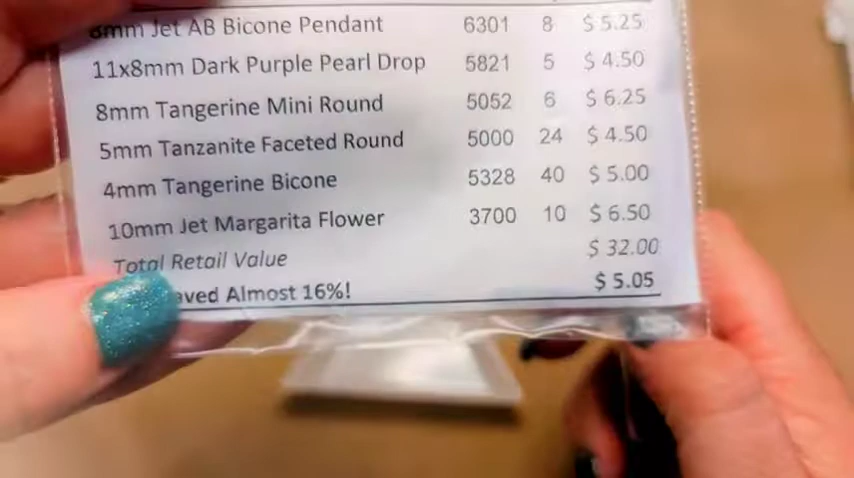 8mm Jet AB Bicone Pendant 6301 8 $ 5.25
11x8mm Dark Purple Pearl Drop 5821 5 $ 4.50
8mm Tangerine Mini Round 5052 6 $ 6.25
5mm Tanzanite Faceted Round 5000 24 $ 4.50
4mm Tangerine Bicone 5328 40 $ 5.00
10mm Jet Margarita Flower 3700 10 $ 6.50
Total Retail Value $ 32.00
aved Almost 16%! $ 5.05